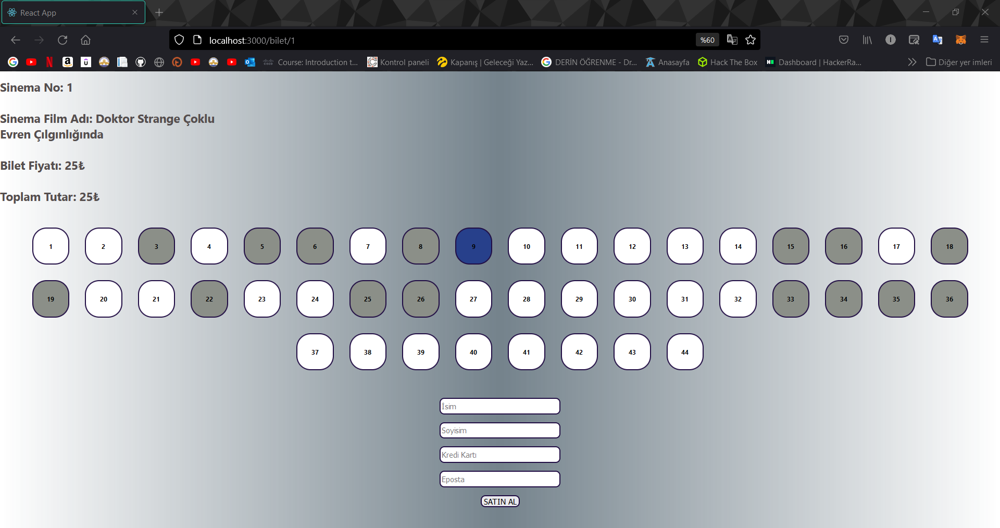 React App
localhost:3000/bilet/1
%60
Course: Introduction t...
Kontrol paneli
Kapanış | Geleceği Yaz...
DERİN ÖĞRENME - Dr...
Anasayfa
Hack The Box
Dashboard | HackerRa...
Diğer yer imleri
Sinema No: 1
Sinema Film Adı: Doktor Strange Çoklu
Evren Çılgınlığında
Bilet Fiyatı: 25₺
Toplam Tutar: 25₺
1 2 3 4 5 6 7 8 9 10 11 12 13 14 15 16 17 18
19 20 21 22 23 24 25 26 27 28 29 30 31 32 33 34 35 36
37 38 39 40 41 42 43 44
İsim
Soyisim
Kredi Kartı
Eposta
SATIN AL